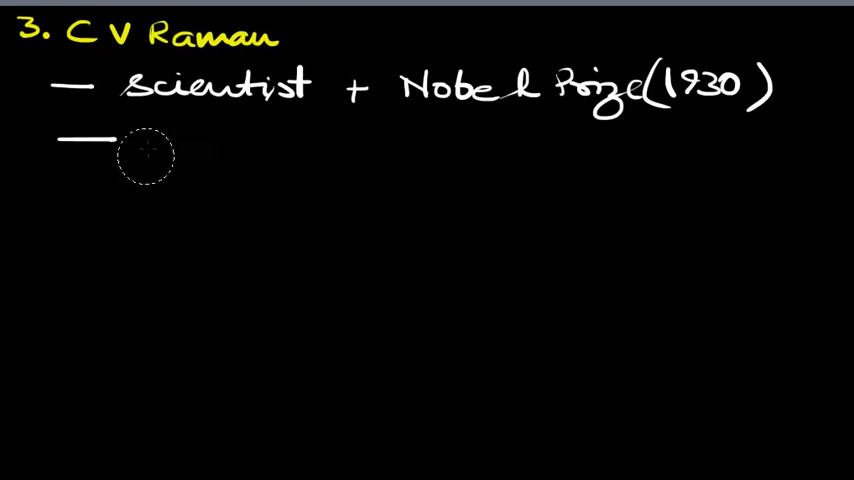 3. C V Raman
— Scientist + Nobel Prize (1930)
—